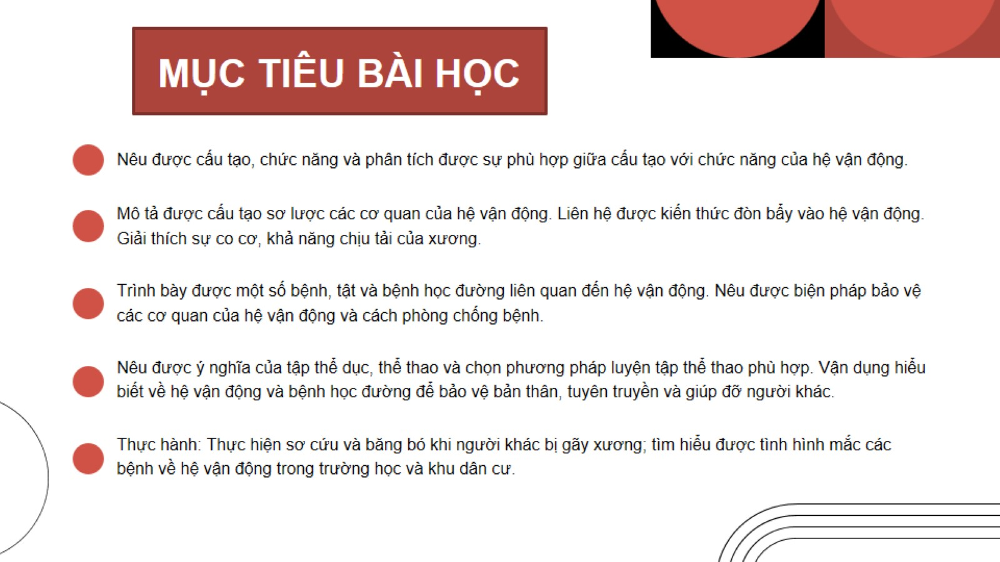 MỤC TIÊU BÀI HỌC
Nêu được cấu tạo, chức năng và phân tích được sự phù hợp giữa cấu tạo với chức năng của hệ vận động.
Mô tả được cấu tạo sơ lược các cơ quan của hệ vận động. Liên hệ được kiến thức đòn bẩy vào hệ vận động.
Giải thích sự co cơ, khả năng chịu tải của xương.
Trình bày được một số bệnh, tật và bệnh học đường liên quan đến hệ vận động. Nêu được biện pháp bảo vệ
các cơ quan của hệ vận động và cách phòng chống bệnh.
Nêu được ý nghĩa của tập thể dục, thể thao và chọn phương pháp luyện tập thể thao phù hợp. Vận dụng hiểu
biết về hệ vận động và bệnh học đường để bảo vệ bản thân, tuyên truyền và giúp đỡ người khác.
Thực hành: Thực hiện sơ cứu và băng bó khi người khác bị gãy xương; tìm hiểu được tình hình mắc các
bệnh về hệ vận động trong trường học và khu dân cư.